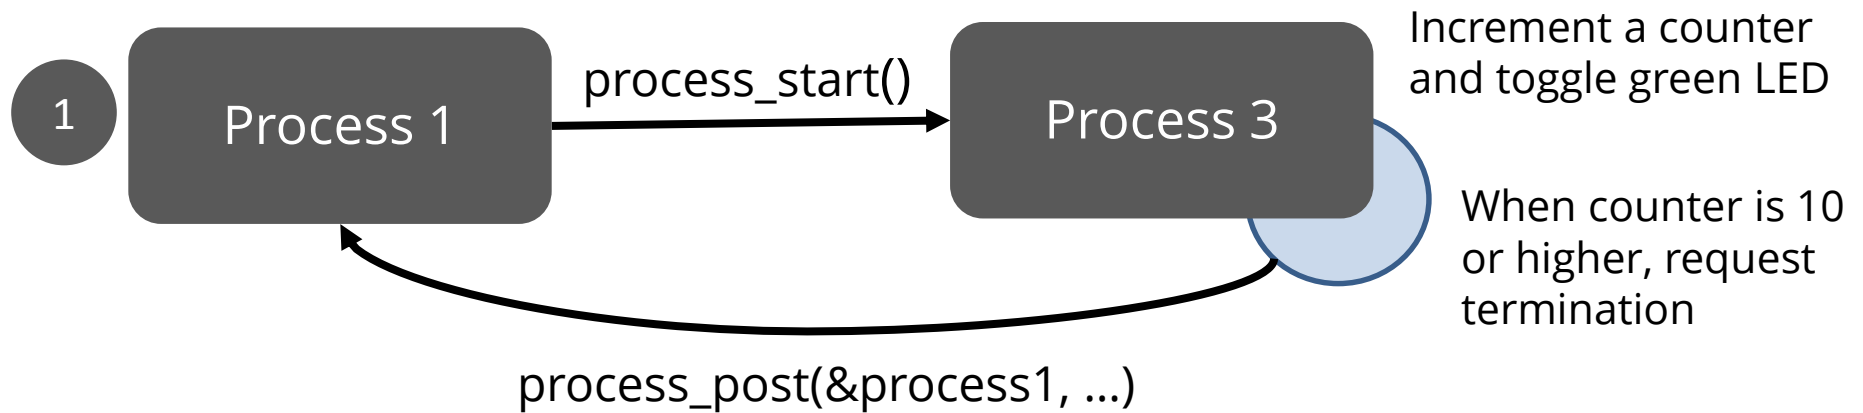 1
Process 1
process_start()
Process 3
Increment a counter
and toggle green LED
When counter is 10
or higher, request
termination
process_post(&process1, ...)